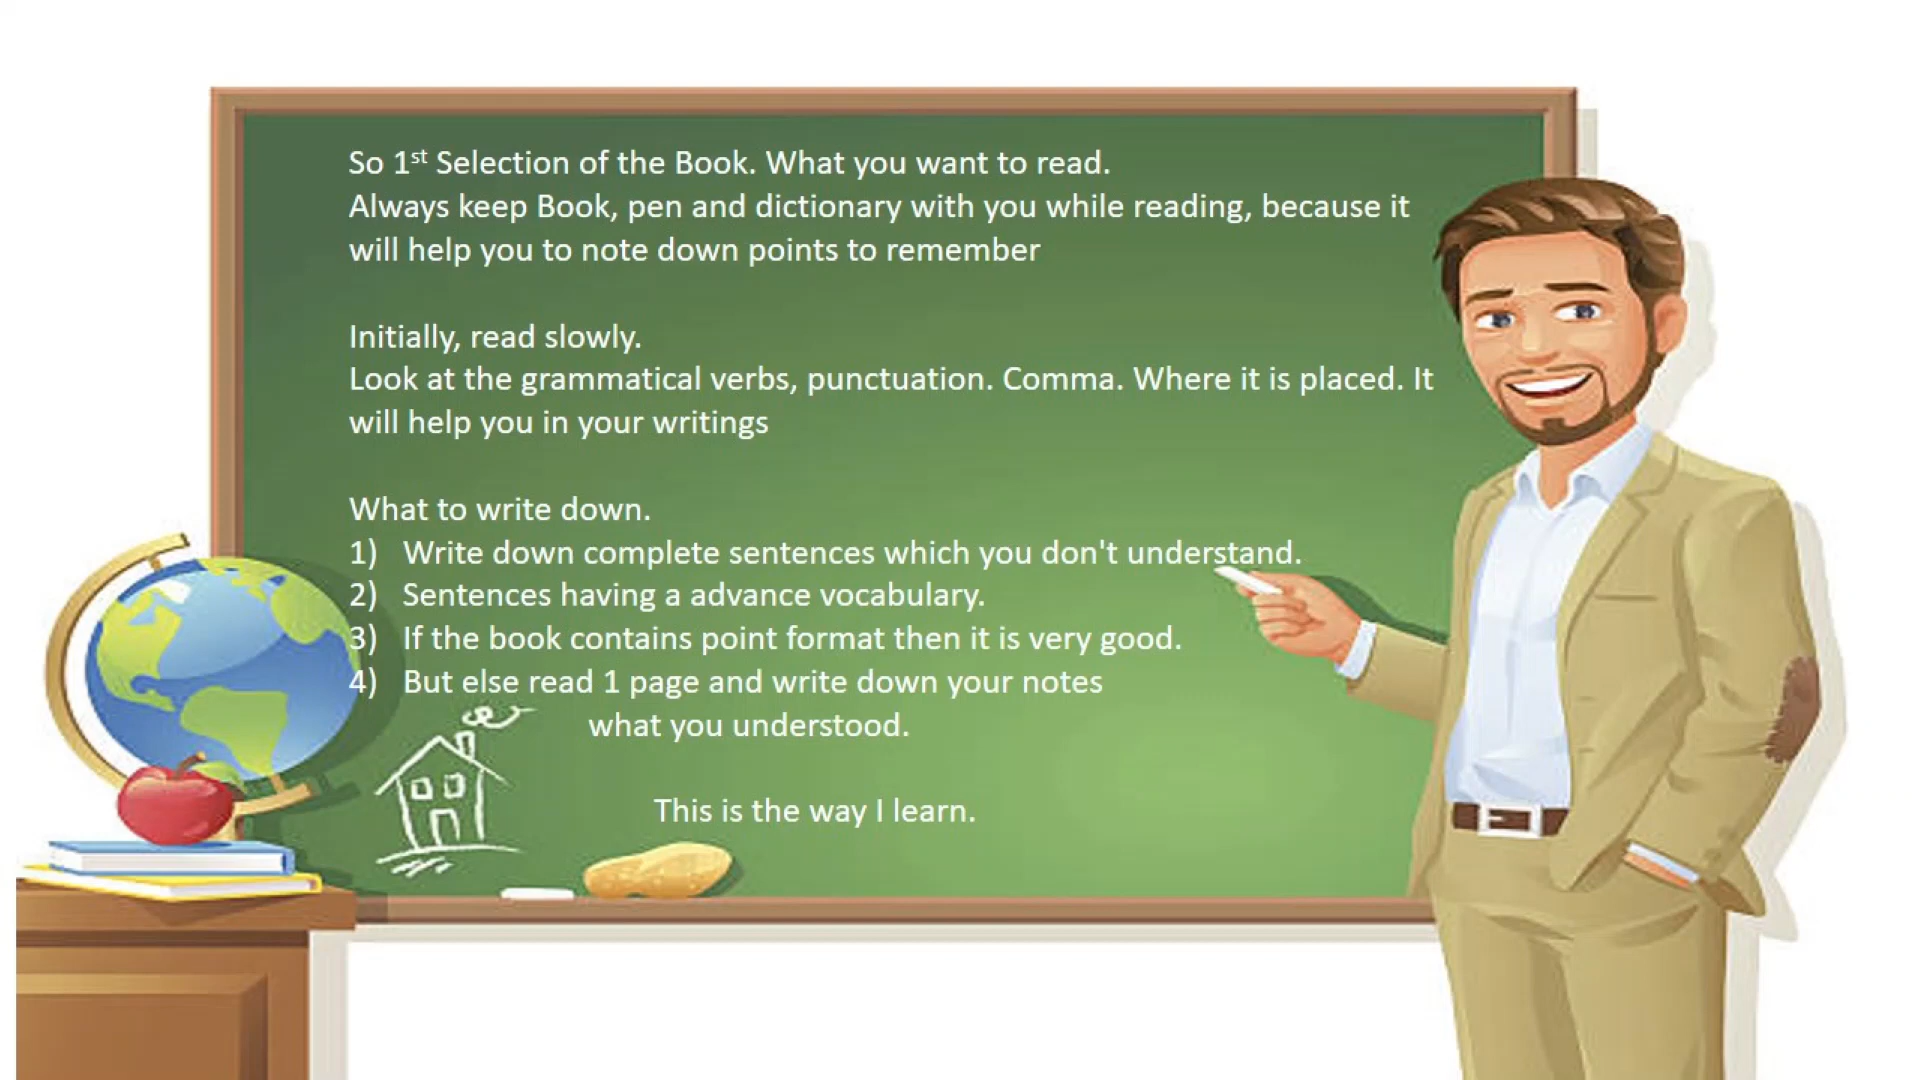 So 1st Selection of the Book. What you want to read.
Always keep Book, pen and dictionary with you while reading, because it
will help you to note down points to remember
Initially, read slowly.
Look at the grammatical verbs, punctuation. Comma. Where it is placed. It
will help you in your writings
What to write down.
1) Write down complete sentences which you don't understand.
2) Sentences having a advance vocabulary.
3) If the book contains point format then it is very good.
4) But else read 1 page and write down your notes
what you understood.
This is the way I learn.